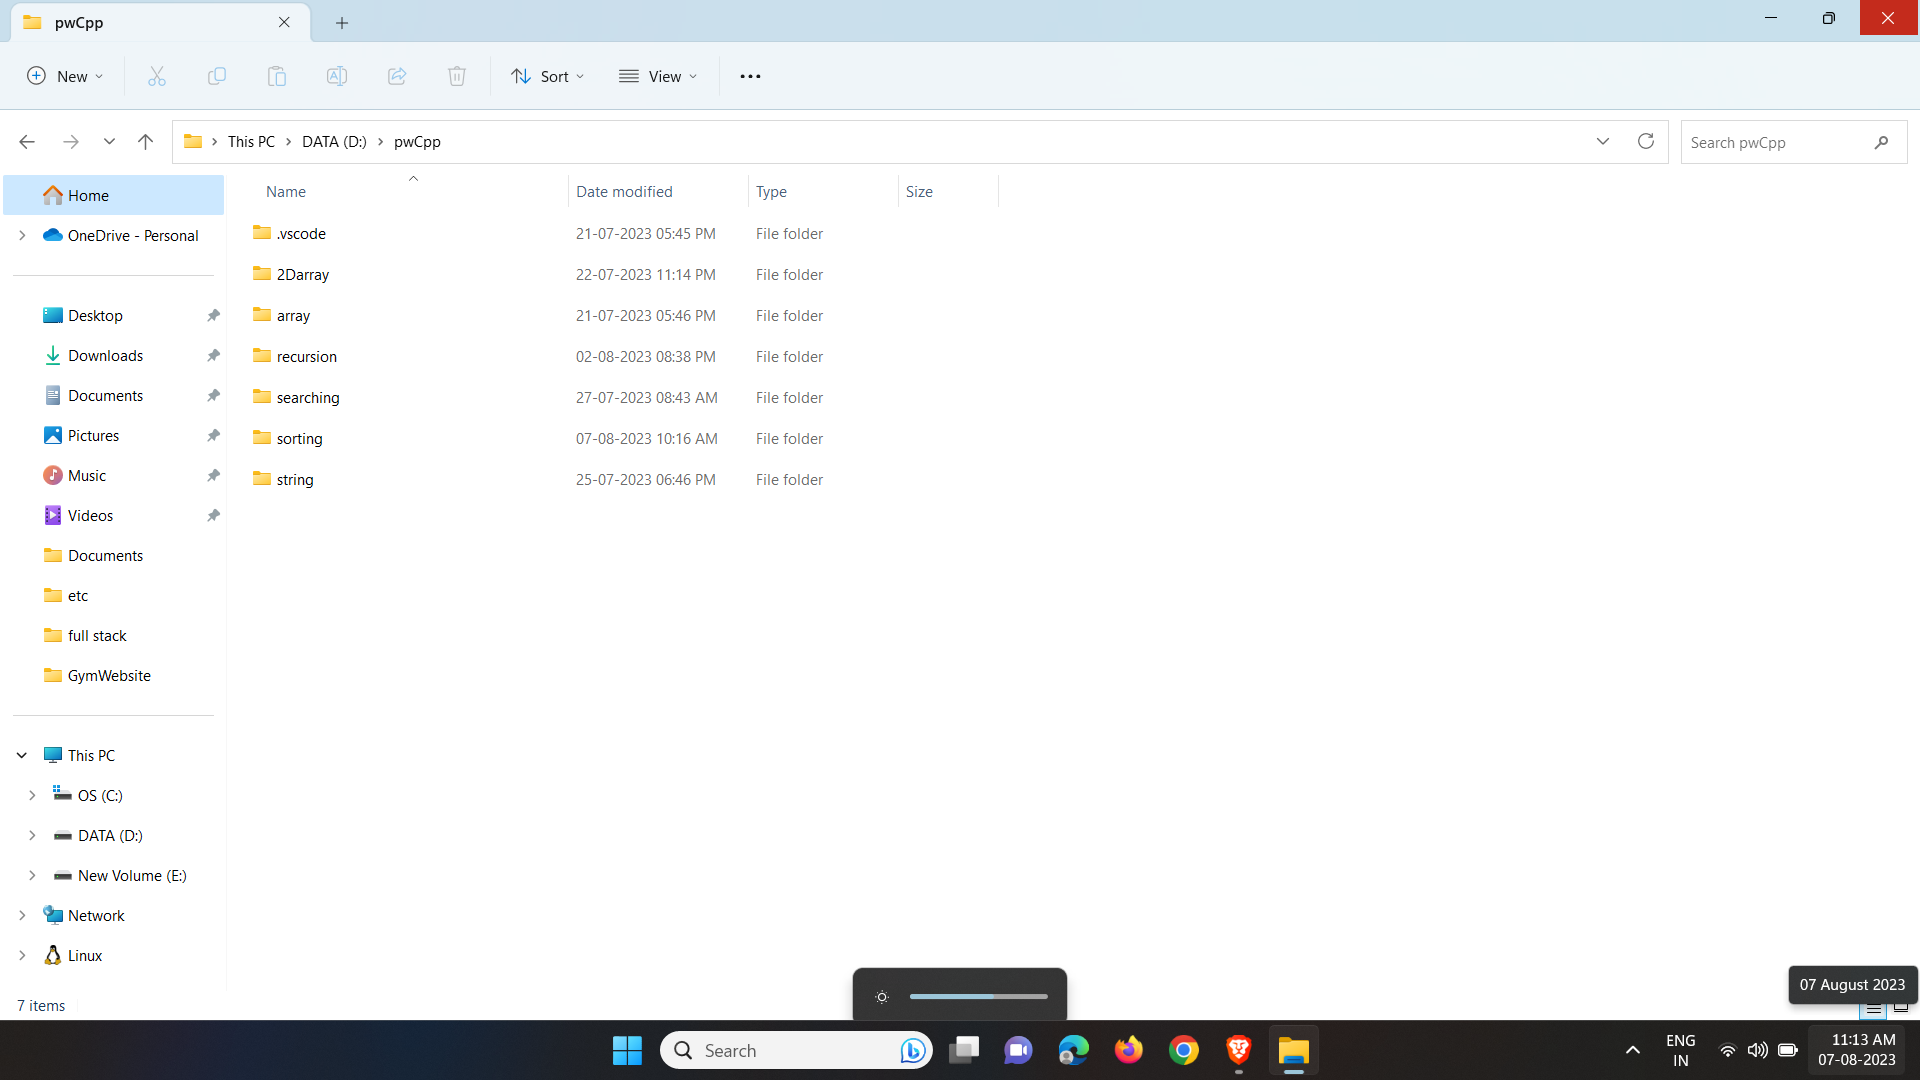 pwCpp
New
Sort
View
This PC
DATA (D:)
pwCpp
Search pwCpp
Home
OneDrive - Personal
Desktop
Downloads
Documents
Pictures
Music
Videos
Documents
etc
full stack
GymWebsite
This PC
OS (C:)
DATA (D:)
New Volume (E:)
Network
Linux
Name Date modified Type Size
.vscode 21-07-2023 05:45 PM File folder
2Darray 22-07-2023 11:14 PM File folder
array 21-07-2023 05:46 PM File folder
recursion 02-08-2023 08:38 PM File folder
searching 27-07-2023 08:43 AM File folder
sorting 07-08-2023 10:16 AM File folder
string 25-07-2023 06:46 PM File folder
7 items
07 August 2023
Search
ENG
IN
11:13 AM
07-08-2023